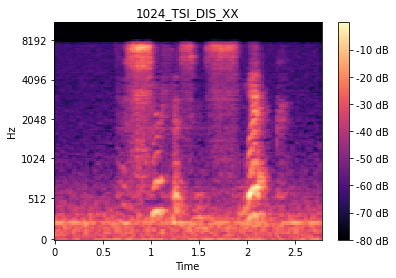 1024_TSI_DIS_XX
8192
4096
2048
1024
512
0
Hz
0
0.5
1
1.5
2
2.5
Time
-10 dB
-20 dB
-30 dB
-40 dB
-50 dB
-60 dB
-70 dB
-80 dB